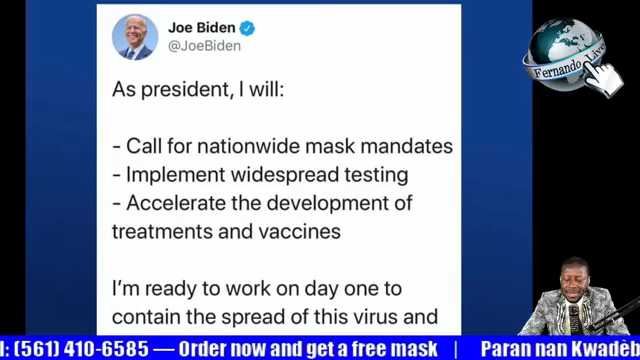 Joe Biden
@JoeBiden
As president, I will:
- Call for nationwide mask mandates
- Implement widespread testing
- Accelerate the development of
treatments and vaccines
I'm ready to work on day one to
contain the spread of this virus and
Fernando Live
l: (561) 410-6585 — Order now and get a free mask | Paran nan Kwadèb